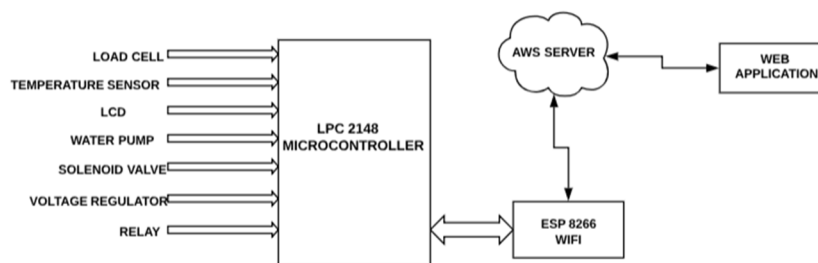 LOAD CELL
TEMPERATURE SENSOR
LCD
WATER PUMP
SOLENOID VALVE
VOLTAGE REGULATOR
RELAY
LPC 2148
MICROCONTROLLER
AWS SERVER
WEB
APPLICATION
ESP 8266
WIFI